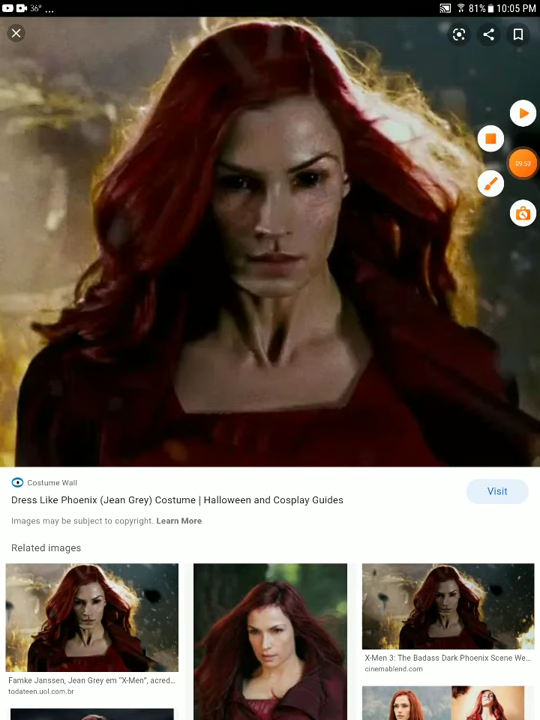 36°
...
81%
10:05 PM
Costume Wall
Dress Like Phoenix (Jean Grey) Costume | Halloween and Cosplay Guides
Visit
Images may be subject to copyright. Learn More
Related images
Famke Janssen, Jean Grey em "X-Men", acred...
todateen.uol.com.br
X-Men 3: The Badass Dark Phoenix Scene We...
cinemablend.com